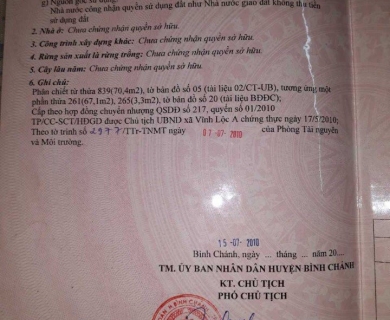 g) Nguồn gốc sử dụng:
Nhà nước công nhận quyền sử dụng đất như Nhà nước giao đất không thu tiền
sử dụng đất
2. Nhà ở: Chưa chứng nhận quyền sở hữu.
3. Công trình xây dựng khác: Chưa chứng nhận quyền sở hữu.
4. Rừng sản xuất là rừng trồng: Chưa chứng nhận quyền sở hữu.
5. Cây lâu năm: Chưa chứng nhận quyền sở hữu.
6. Ghi chú:
Phân chiết từ thửa 839(70,4m2), tờ bản đồ số 05 (tài liệu 02/CT-UB), tương ứng một
phần thửa 261(67,1m2), 265(3,3m2), tờ bản đồ số 20 (tài liệu BĐĐC);
Cấp theo hợp đồng chuyển nhượng QSDĐ số 217, quyển số 01/2010
TP/CC-SCT/HĐGD được Chủ tịch UBND xã Vĩnh Lộc A chứng thực ngày 17/5/2010;
Theo tờ trình số 2977/TTr-TNMT ngày 07-07-2010 của Phòng Tài nguyên
và Môi trường.
15-07-2010
Bình Chánh, ngày ... tháng ... năm 20....
TM. ỦY BAN NHÂN DÂN HUYỆN BÌNH CHÁNH
KT. CHỦ TỊCH
PHÓ CHỦ TỊCH